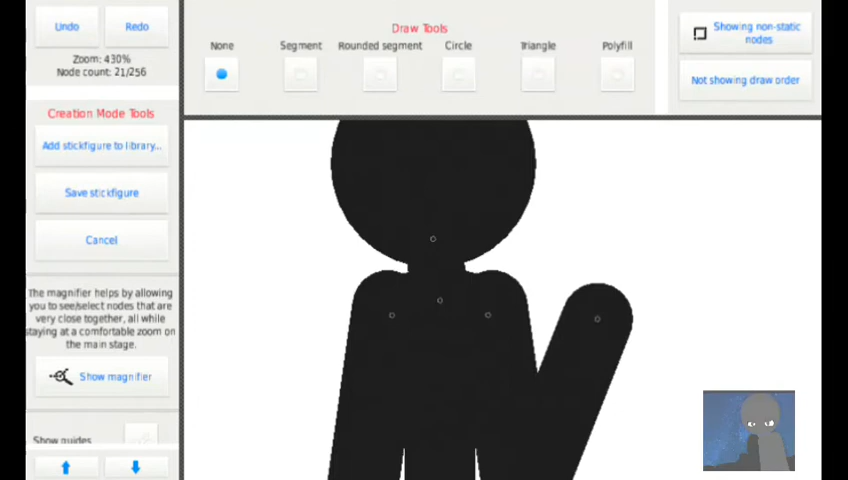 Undo
Redo
Zoom: 430%
Node count: 21/256
Creation Mode Tools
Add stickfigure to library...
Save stickfigure
Cancel
The magnifier helps by allowing
you to see/select nodes that are
very close together, all while
staying at a comfortable zoom on
the main stage.
Show magnifier
Show guides
Draw Tools
None
Segment
Rounded segment
Circle
Triangle
Polyfill
Showing non-static
nodes
Not showing draw order